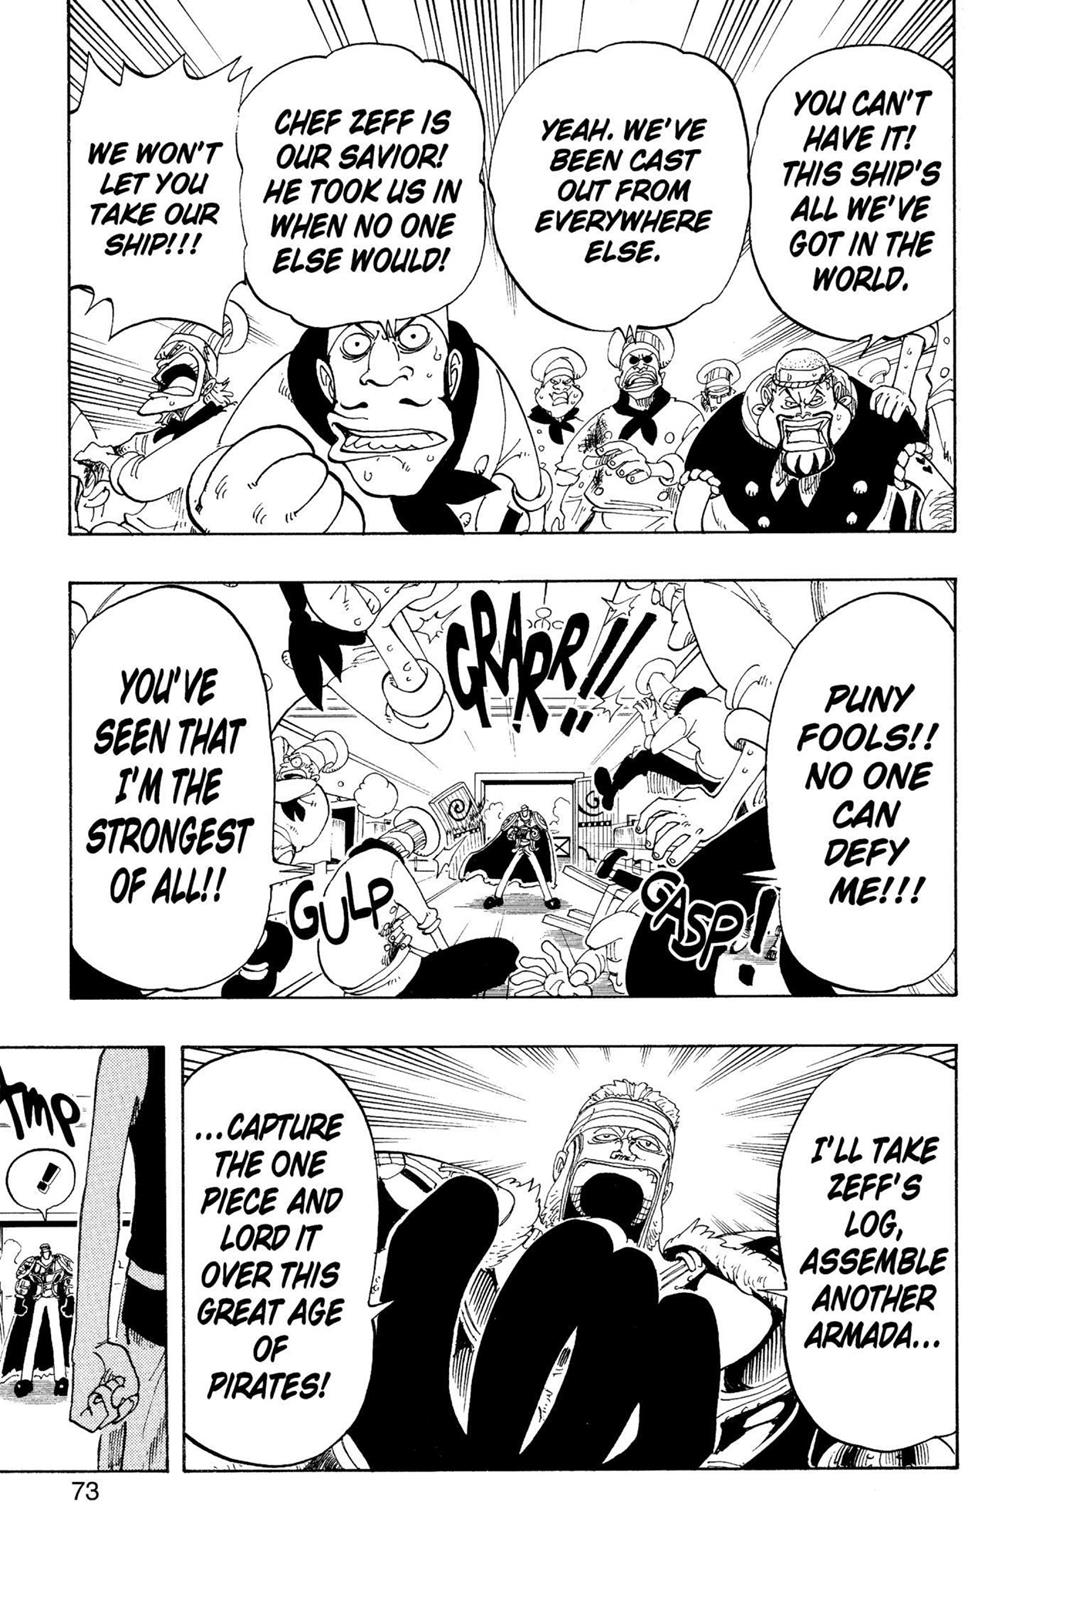 YOU CAN'T
HAVE IT!
THIS SHIP'S
ALL WE'VE
GOT IN THE
WORLD.
YEAH. WE'VE
BEEN CAST
OUT FROM
EVERYWHERE
ELSE.
CHEF ZEFF IS
OUR SAVIOR!
HE TOOK US IN
WHEN NO ONE
ELSE WOULD!
WE WON'T
LET YOU
TAKE OUR
SHIP!!!
PUNY
FOOLS!!
NO ONE
CAN
DEFY
ME!!!
GRARR!!
GASP!
GULP
YOU'VE
SEEN THAT
I'M THE
STRONGEST
OF ALL!!
I'LL TAKE
ZEFF'S
LOG,
ASSEMBLE
ANOTHER
ARMADA...
...CAPTURE
THE ONE
PIECE AND
LORD IT
OVER THIS
GREAT AGE
OF
PIRATES!
!
73